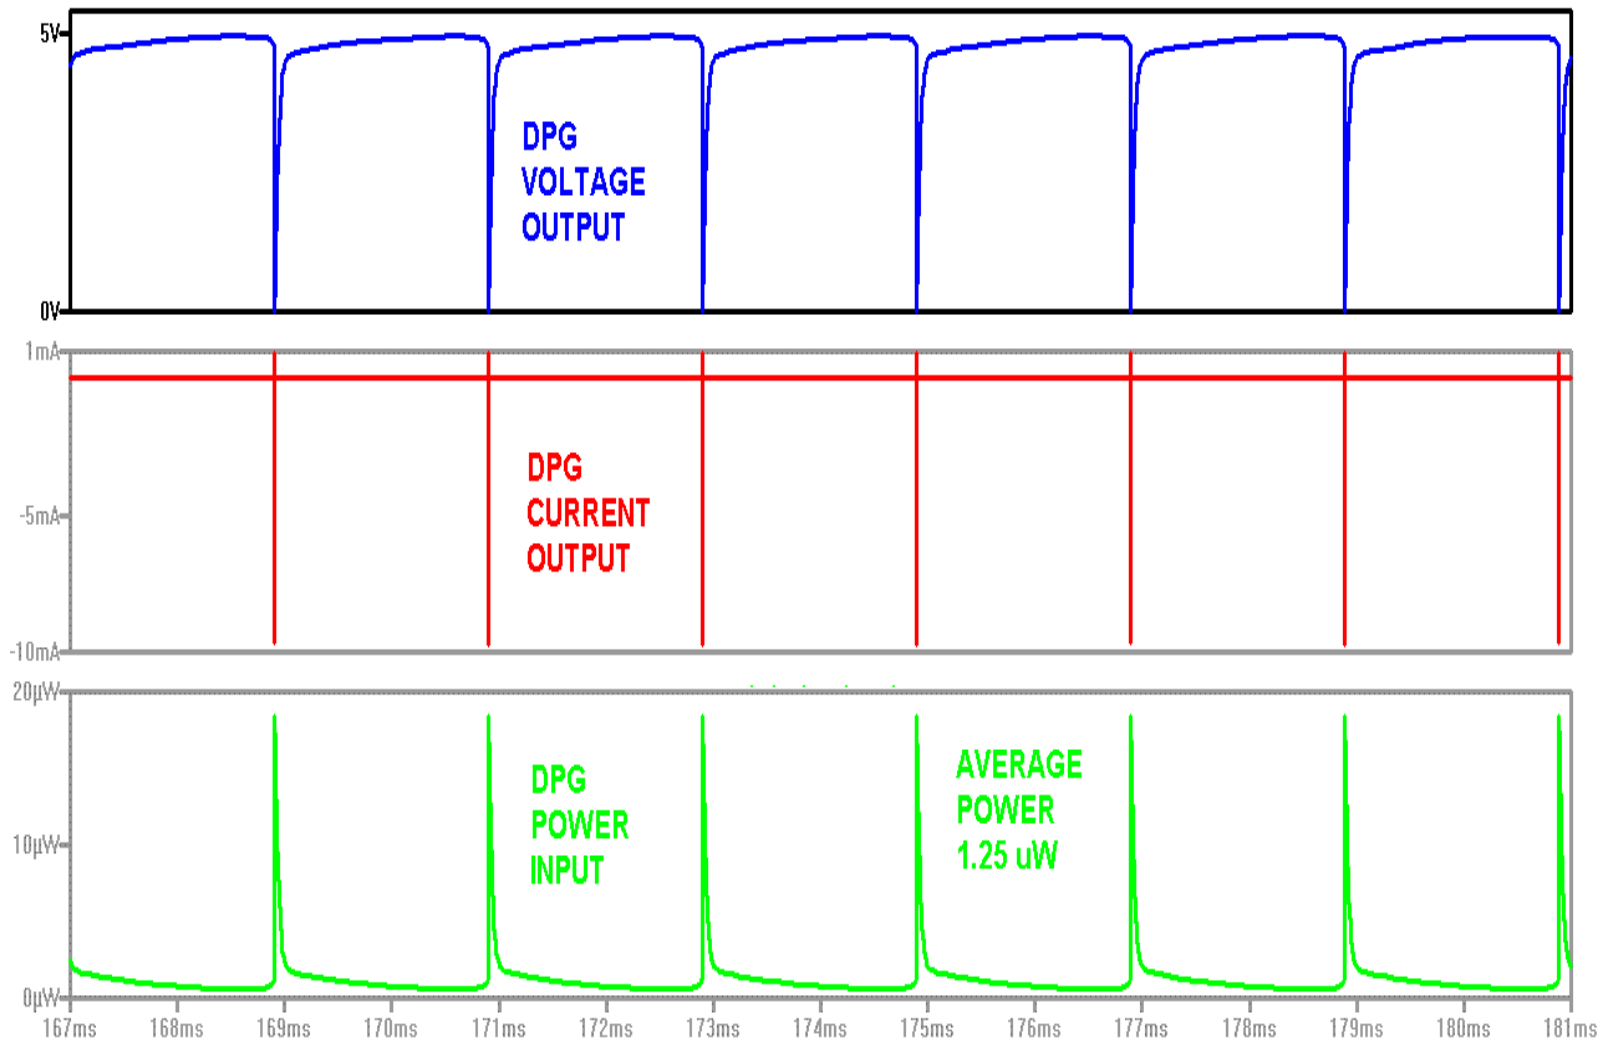 5V
0V
DPG
VOLTAGE
OUTPUT
1mA
-5mA
-10mA
DPG
CURRENT
OUTPUT
20µW
10µW
0µW
DPG
POWER
INPUT
AVERAGE
POWER
1.25 uW
167ms 168ms 169ms 170ms 171ms 172ms 173ms 174ms 175ms 176ms 177ms 178ms 179ms 180ms 181ms